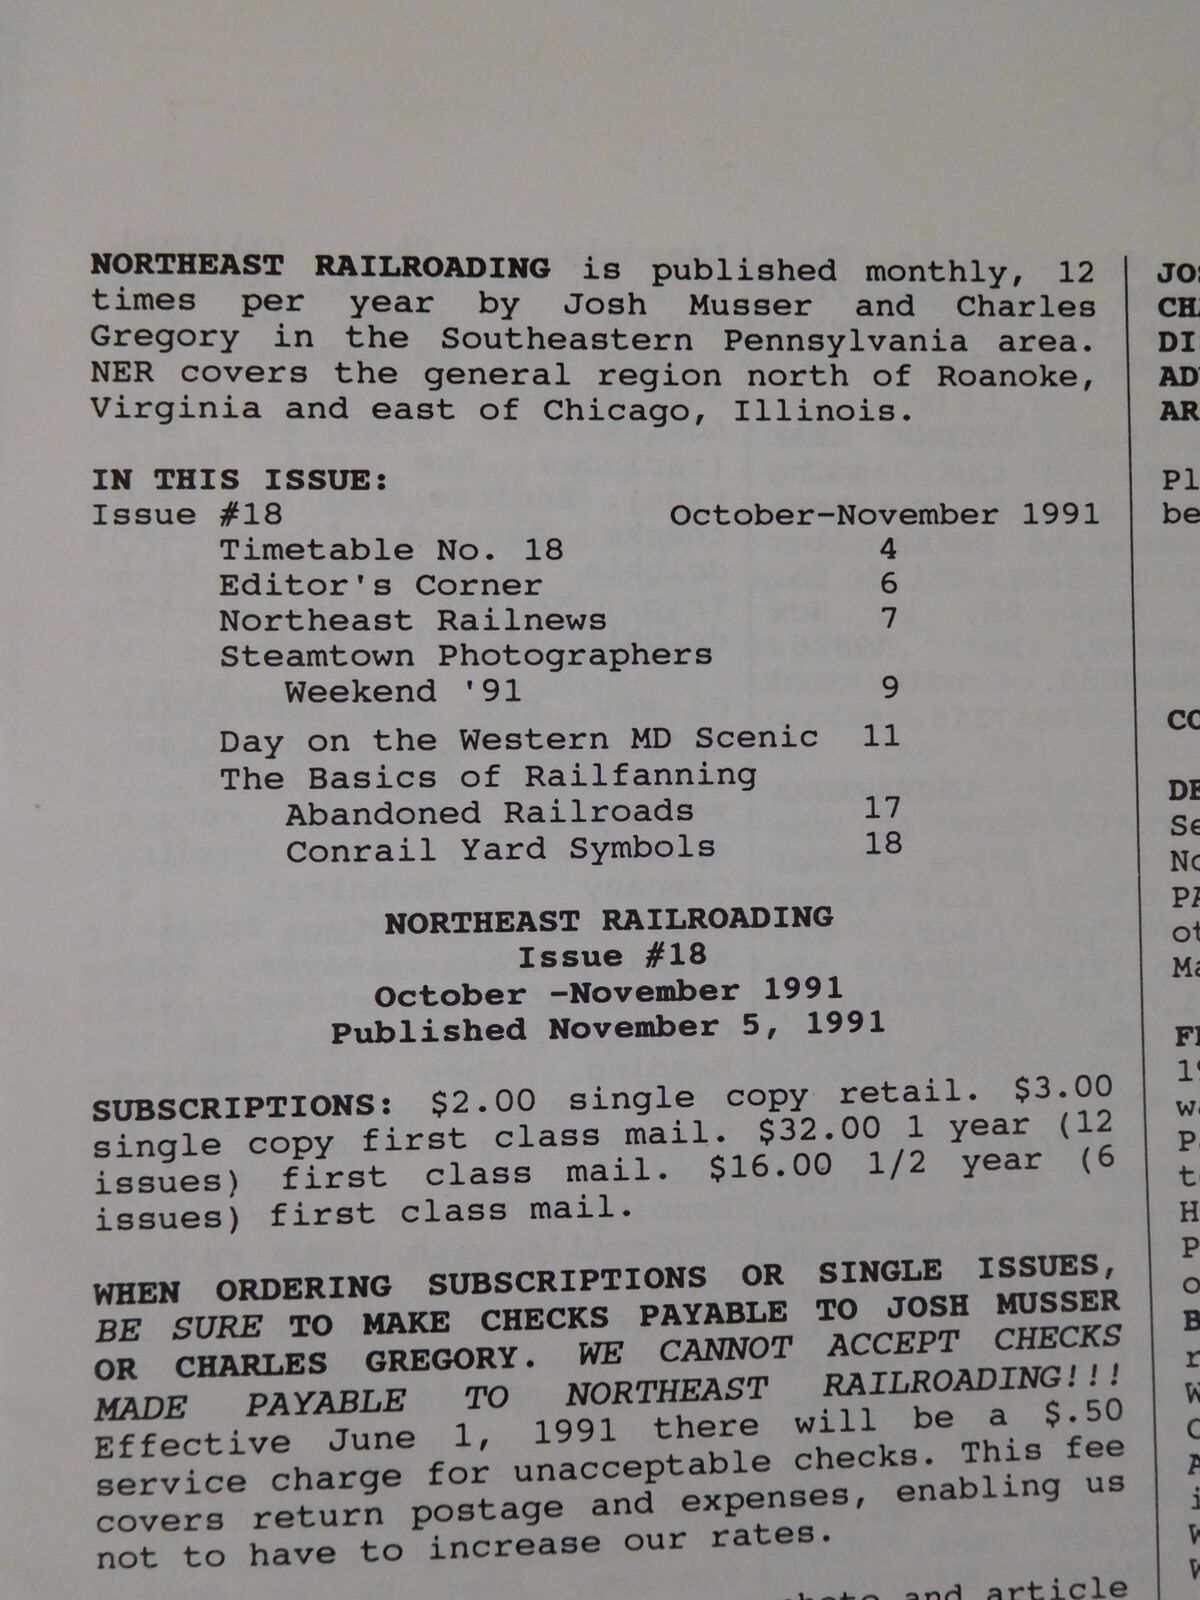 NORTHEAST RAILROADING is published monthly, 12
times per year by Josh Musser and Charles
Gregory in the Southeastern Pennsylvania area.
NER covers the general region north of Roanoke,
Virginia and east of Chicago, Illinois.
IN THIS ISSUE:
Issue #18 October-November 1991
Timetable No. 18 4
Editor's Corner 6
Northeast Railnews 7
Steamtown Photographers
Weekend '91 9
Day on the Western MD Scenic 11
The Basics of Railfanning
Abandoned Railroads 17
Conrail Yard Symbols 18
NORTHEAST RAILROADING
Issue #18
October -November 1991
Published November 5, 1991
SUBSCRIPTIONS: $2.00 single copy retail. $3.00
single copy first class mail. $32.00 1 year (12
issues) first class mail. $16.00 1/2 year (6
issues) first class mail.
WHEN ORDERING SUBSCRIPTIONS OR SINGLE ISSUES,
BE SURE TO MAKE CHECKS PAYABLE TO JOSH MUSSER
OR CHARLES GREGORY. WE CANNOT ACCEPT CHECKS
MADE PAYABLE TO NORTHEAST RAILROADING!!!
Effective June 1, 1991 there will be a $.50
service charge for unacceptable checks. This fee
covers return postage and expenses, enabling us
not to have to increase our rates.
and article